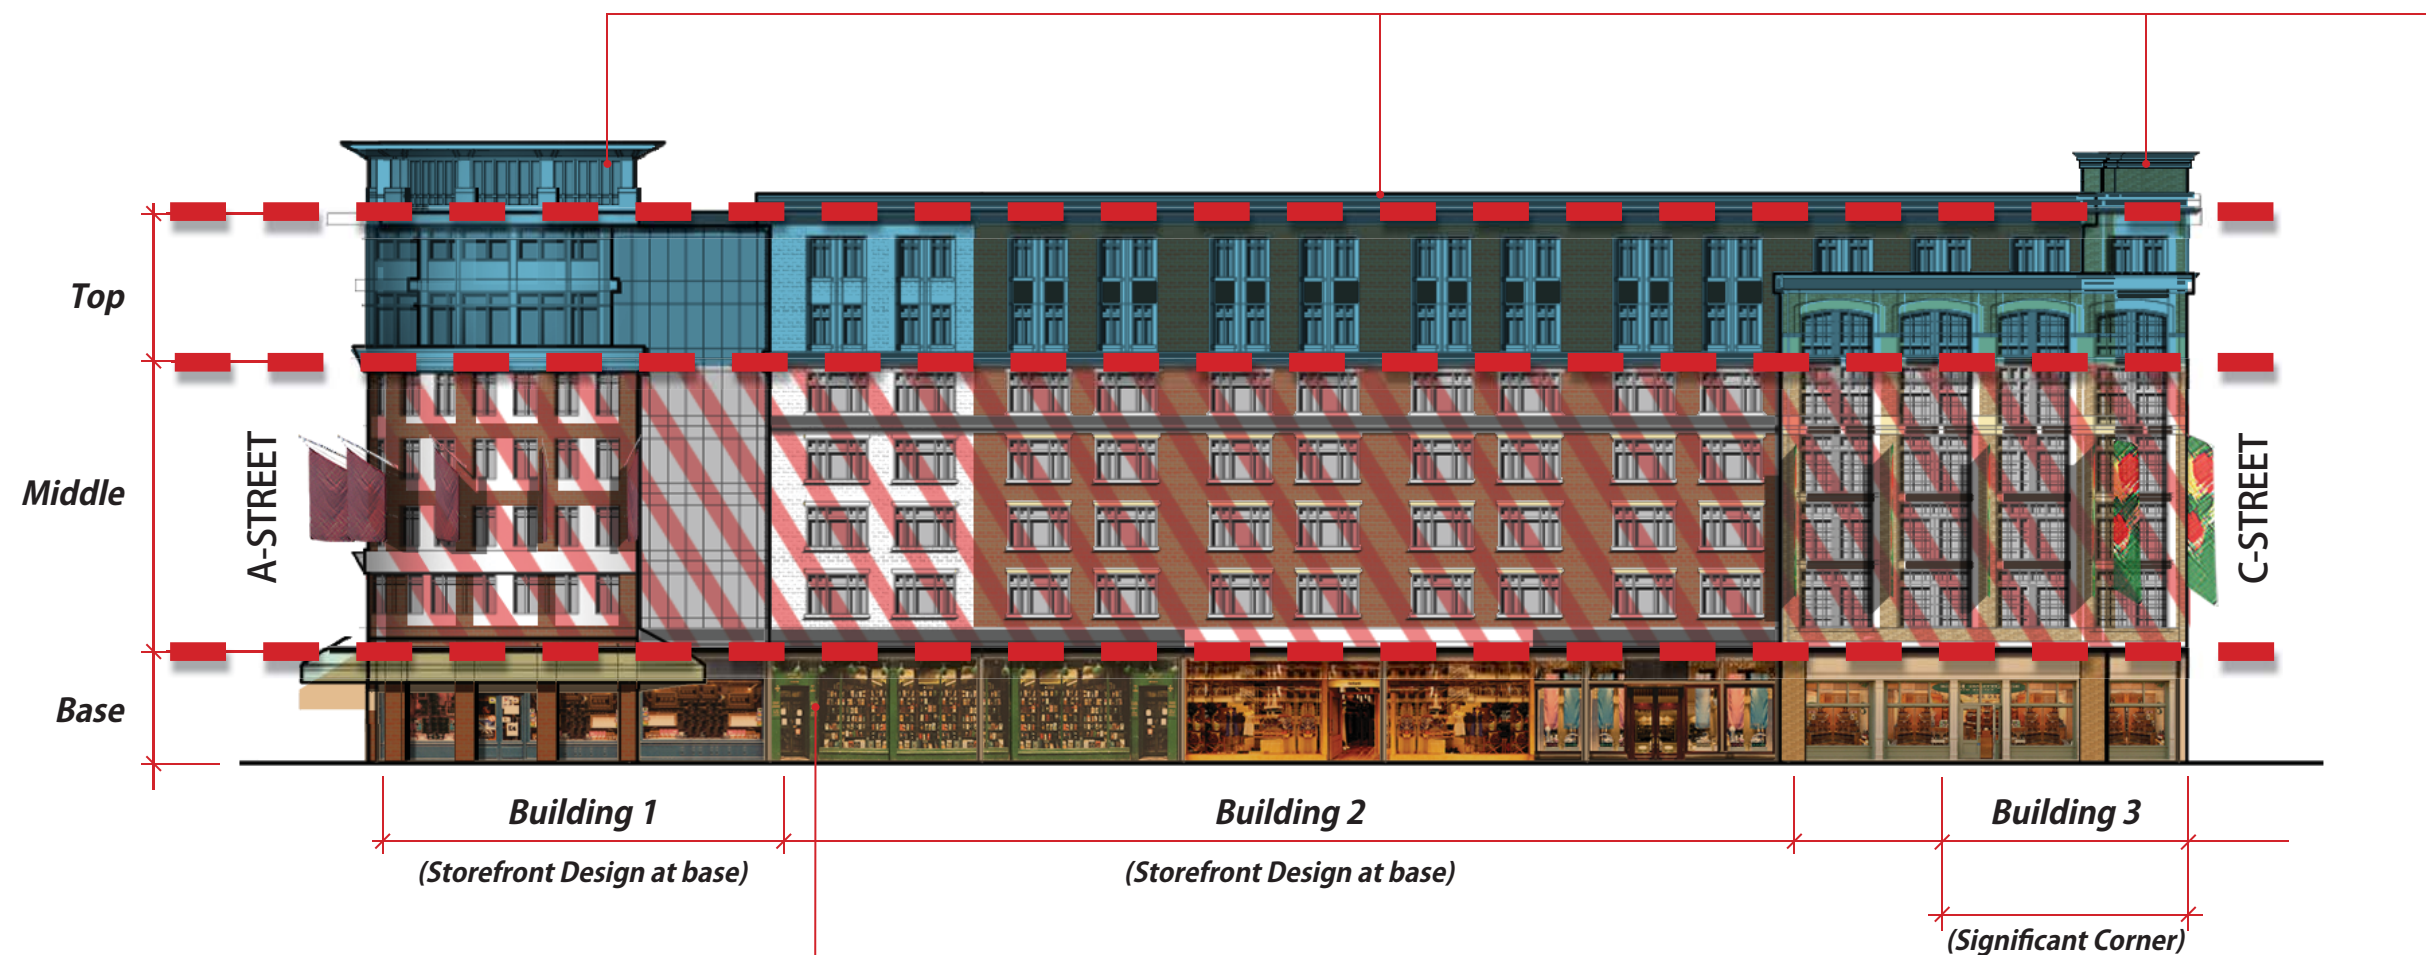 Top
Middle
Base
A-STREET
C-STREET
Building 1
Building 2
Building 3
(Storefront Design at base)
(Storefront Design at base)
(Significant Corner)